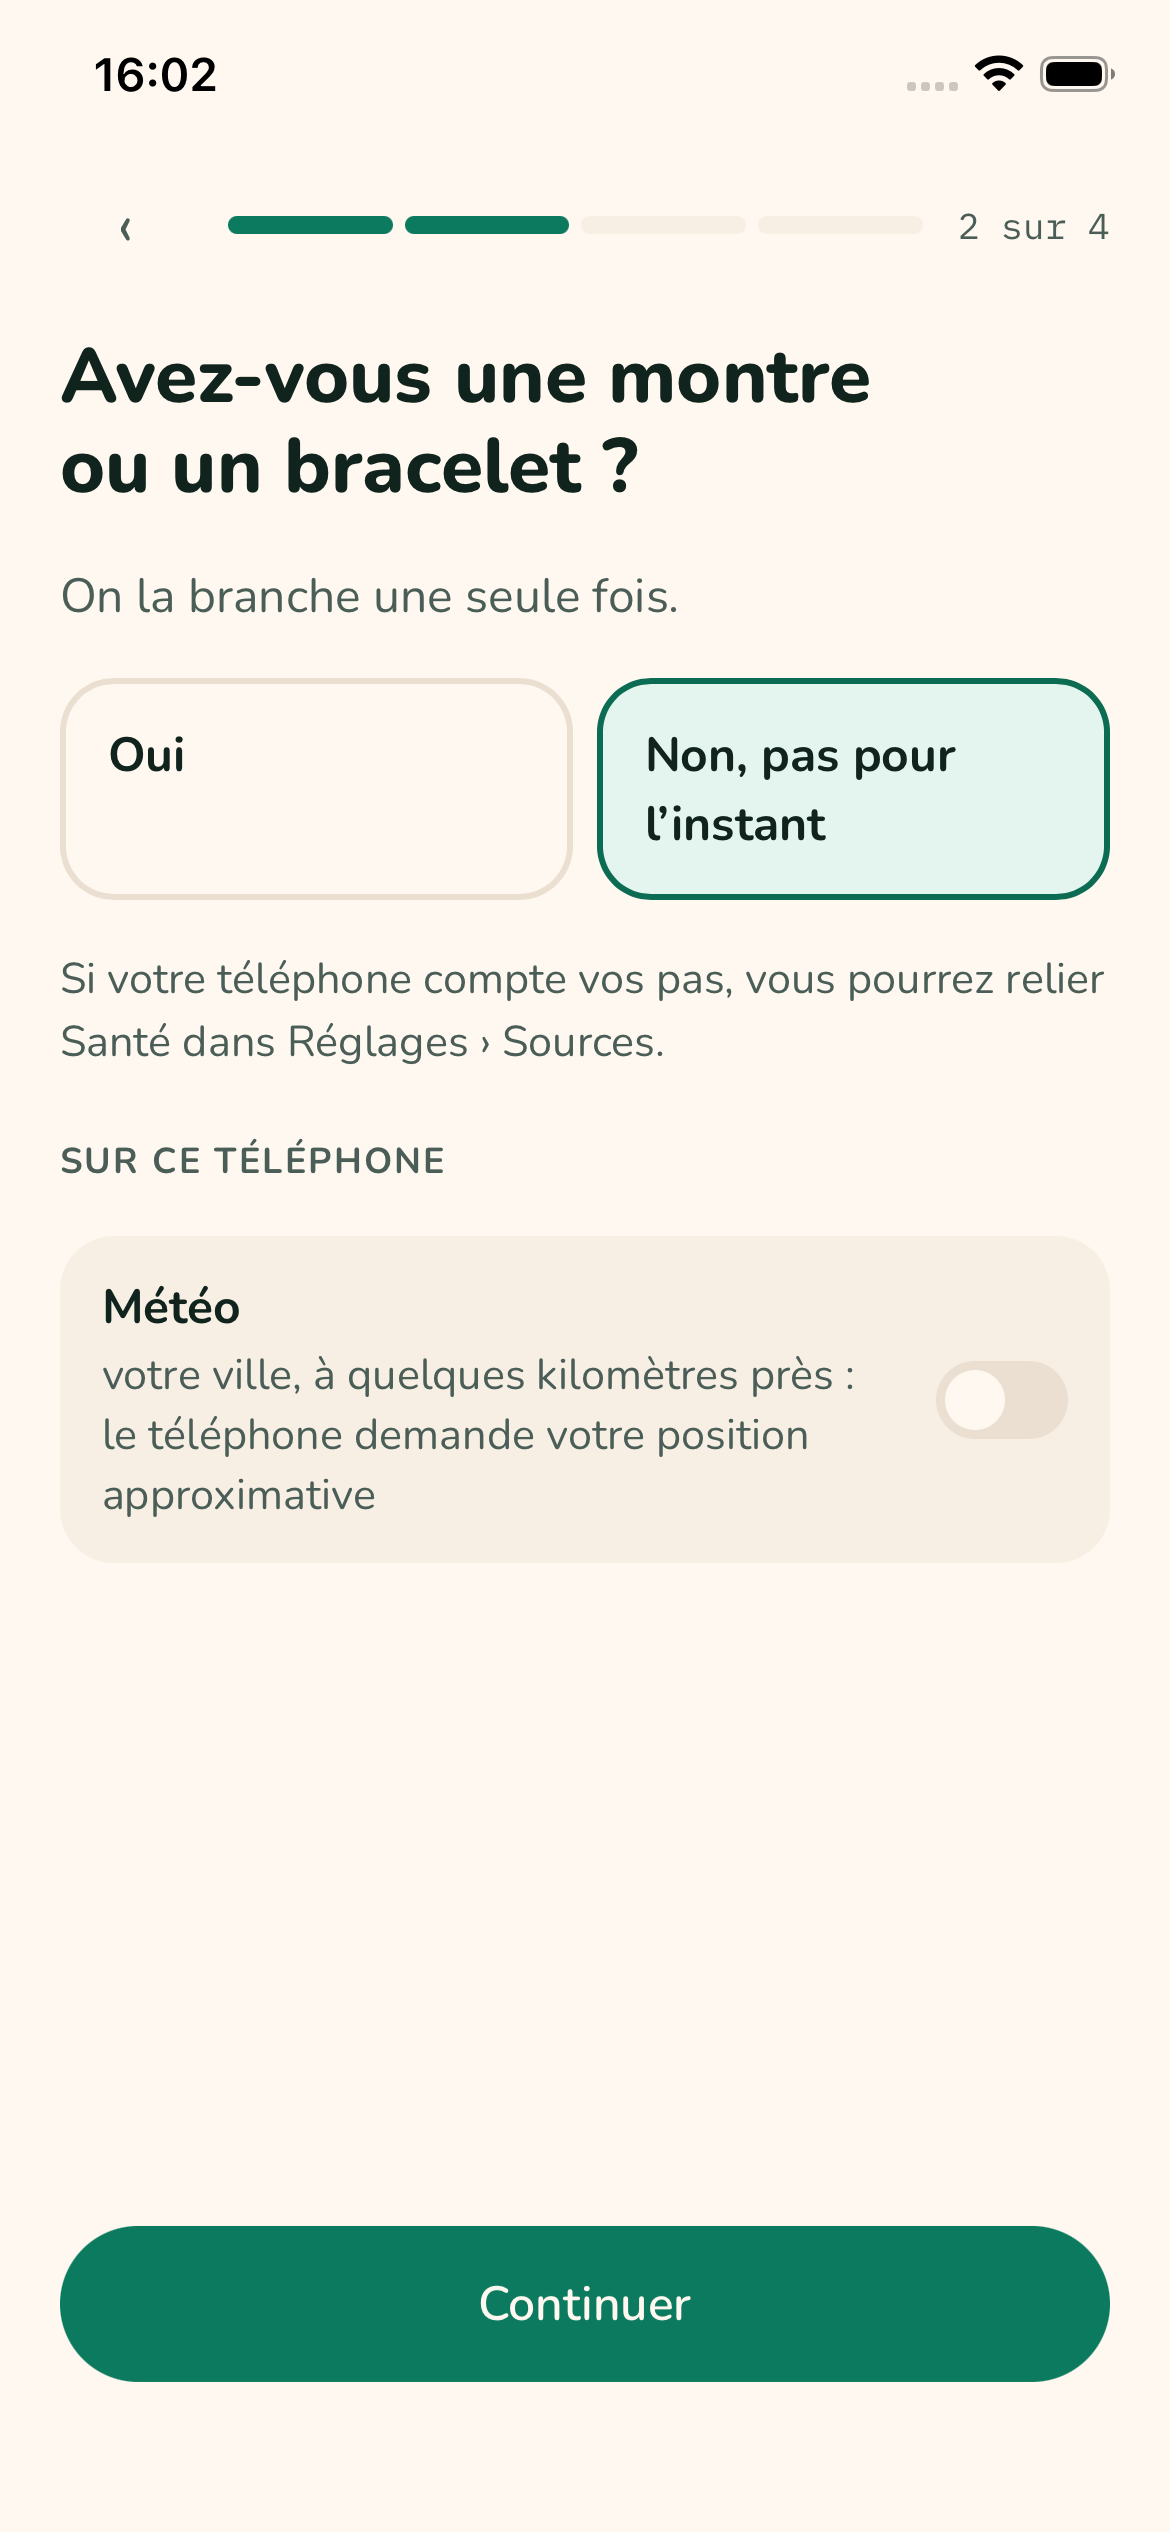 16:02
‹ 2 sur 4
Avez-vous une montre
ou un bracelet ?
On la branche une seule fois.
Oui
Non, pas pour
l’instant
Si votre téléphone compte vos pas, vous pourrez relier
Santé dans Réglages › Sources.
SUR CE TÉLÉPHONE
Météo
votre ville, à quelques kilomètres près :
le téléphone demande votre position
approximative
Continuer